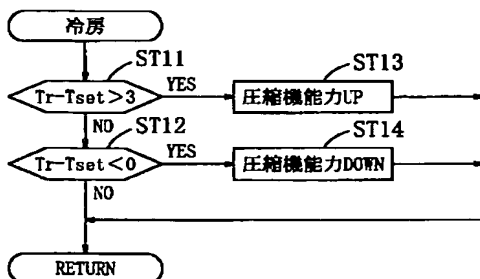 冷房
ST11
Tr-Tset>3
YES
ST13
圧縮機能力UP
NO
ST12
Tr-Tset<0
YES
ST14
圧縮機能力DOWN
NO
RETURN